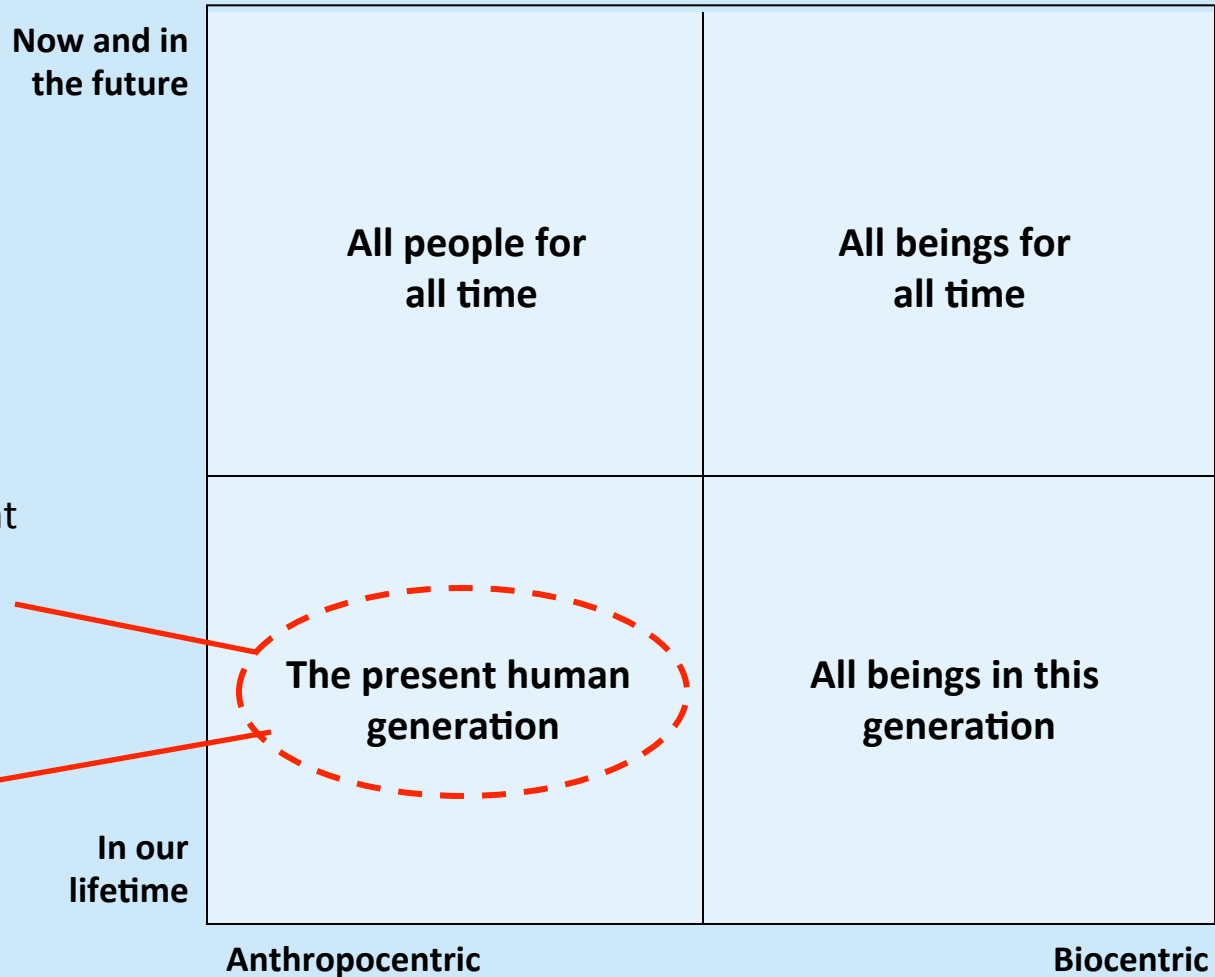 Now and in
the future
All people for
all time
All beings for
all time
The present human
generation
All beings in this
generation
In our
lifetime
Anthropocentric
Biocentric